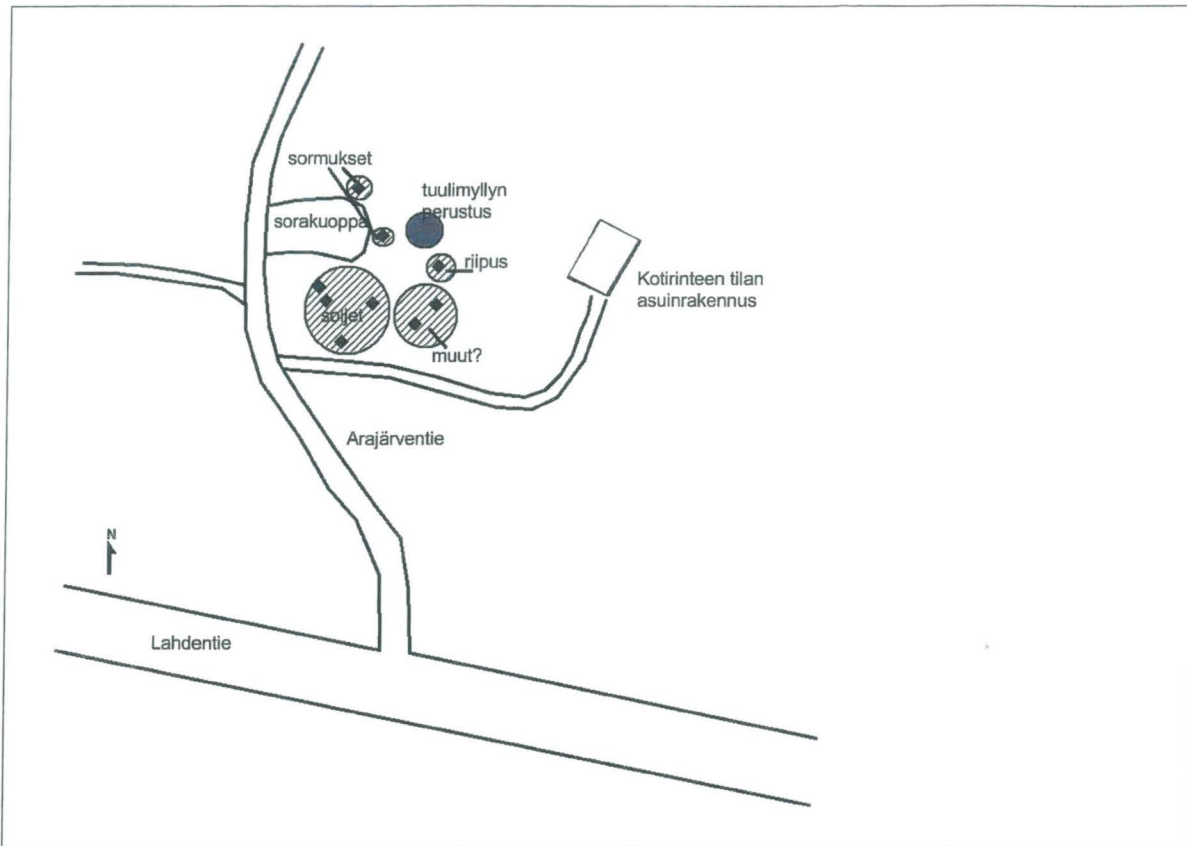 sormukset
tuulimyllyn
perustus
sorakuoppa
riipus
Kotirinteen tilan
asuinrakennus
soljet
muut?
Arajärventie
N
Lahdentie